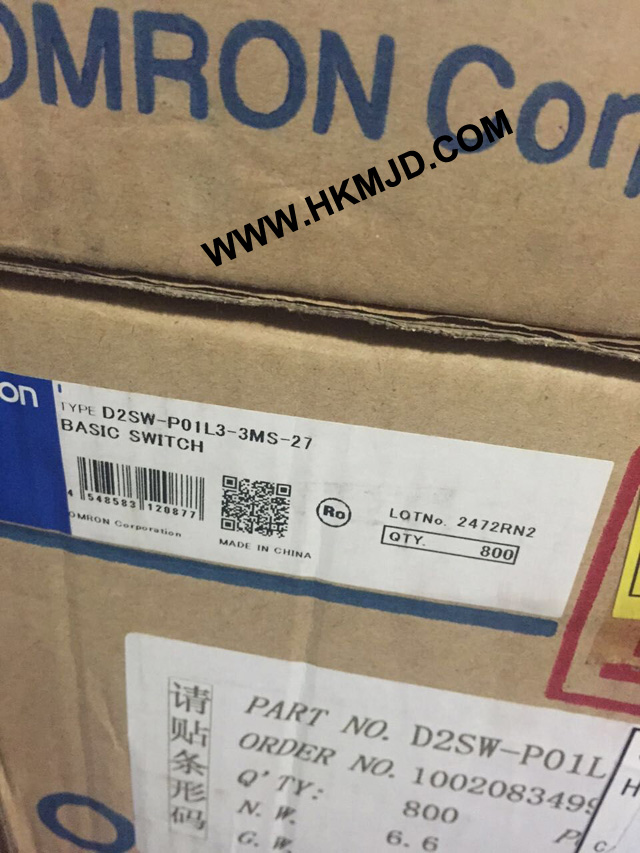 OMRON Cor
WWW.HKMJD.COM
on
TYPE D2SW-P01L3-3MS-27
BASIC SWITCH
4 548583 120877
OMRON Corporation
MADE IN CHINA
Ro
LOTNo. 2472RN2
QTY. 800
请贴条形码
PART NO. D2SW-P01L
ORDER NO. 1002083499
Q'TY: 800
N. W. 6.6
G. W.
P
H
c